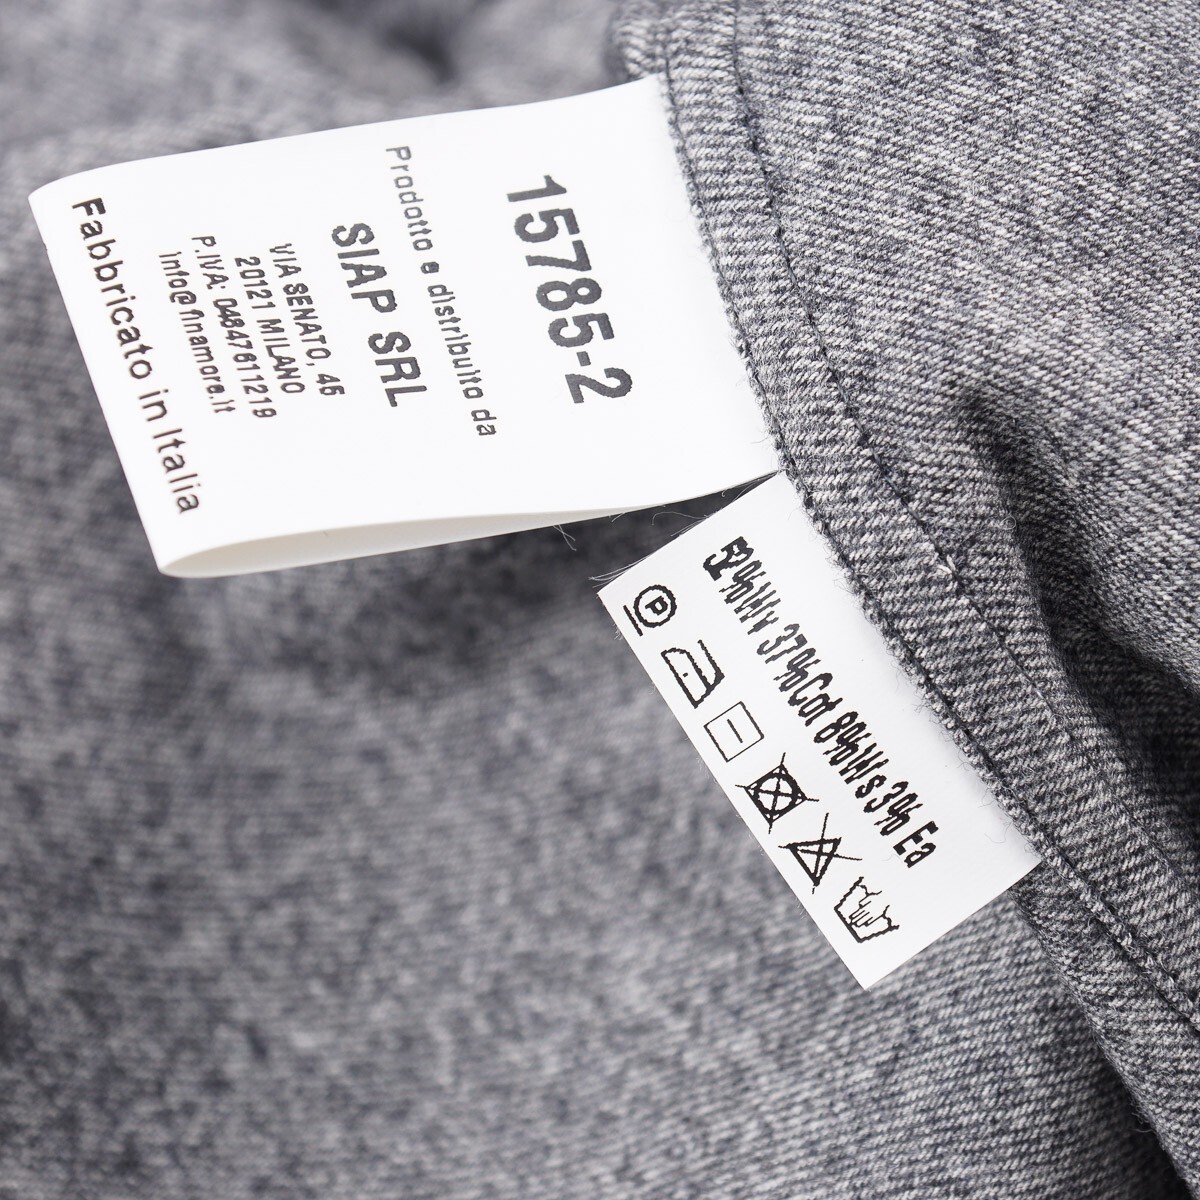 15785-2
Prodotto e distribuito da
SIAP SRL
VIA SENATO, 45
20121 MILANO
P.IVA: 04847611219
info@finamore.it
Fabbricato in Italia
52%Wv 37%Cot 8%Ws 3% Ea
P